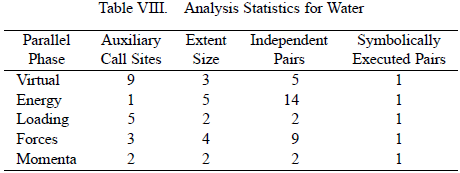 Table VIII. Analysis Statistics for Water
Parallel Auxiliary Extent Independent Symbolically
Phase Call Sites Size Pairs Executed Pairs
Virtual 9 3 5 1
Energy 1 5 14 1
Loading 5 2 2 1
Forces 3 4 9 1
Momenta 2 2 2 1